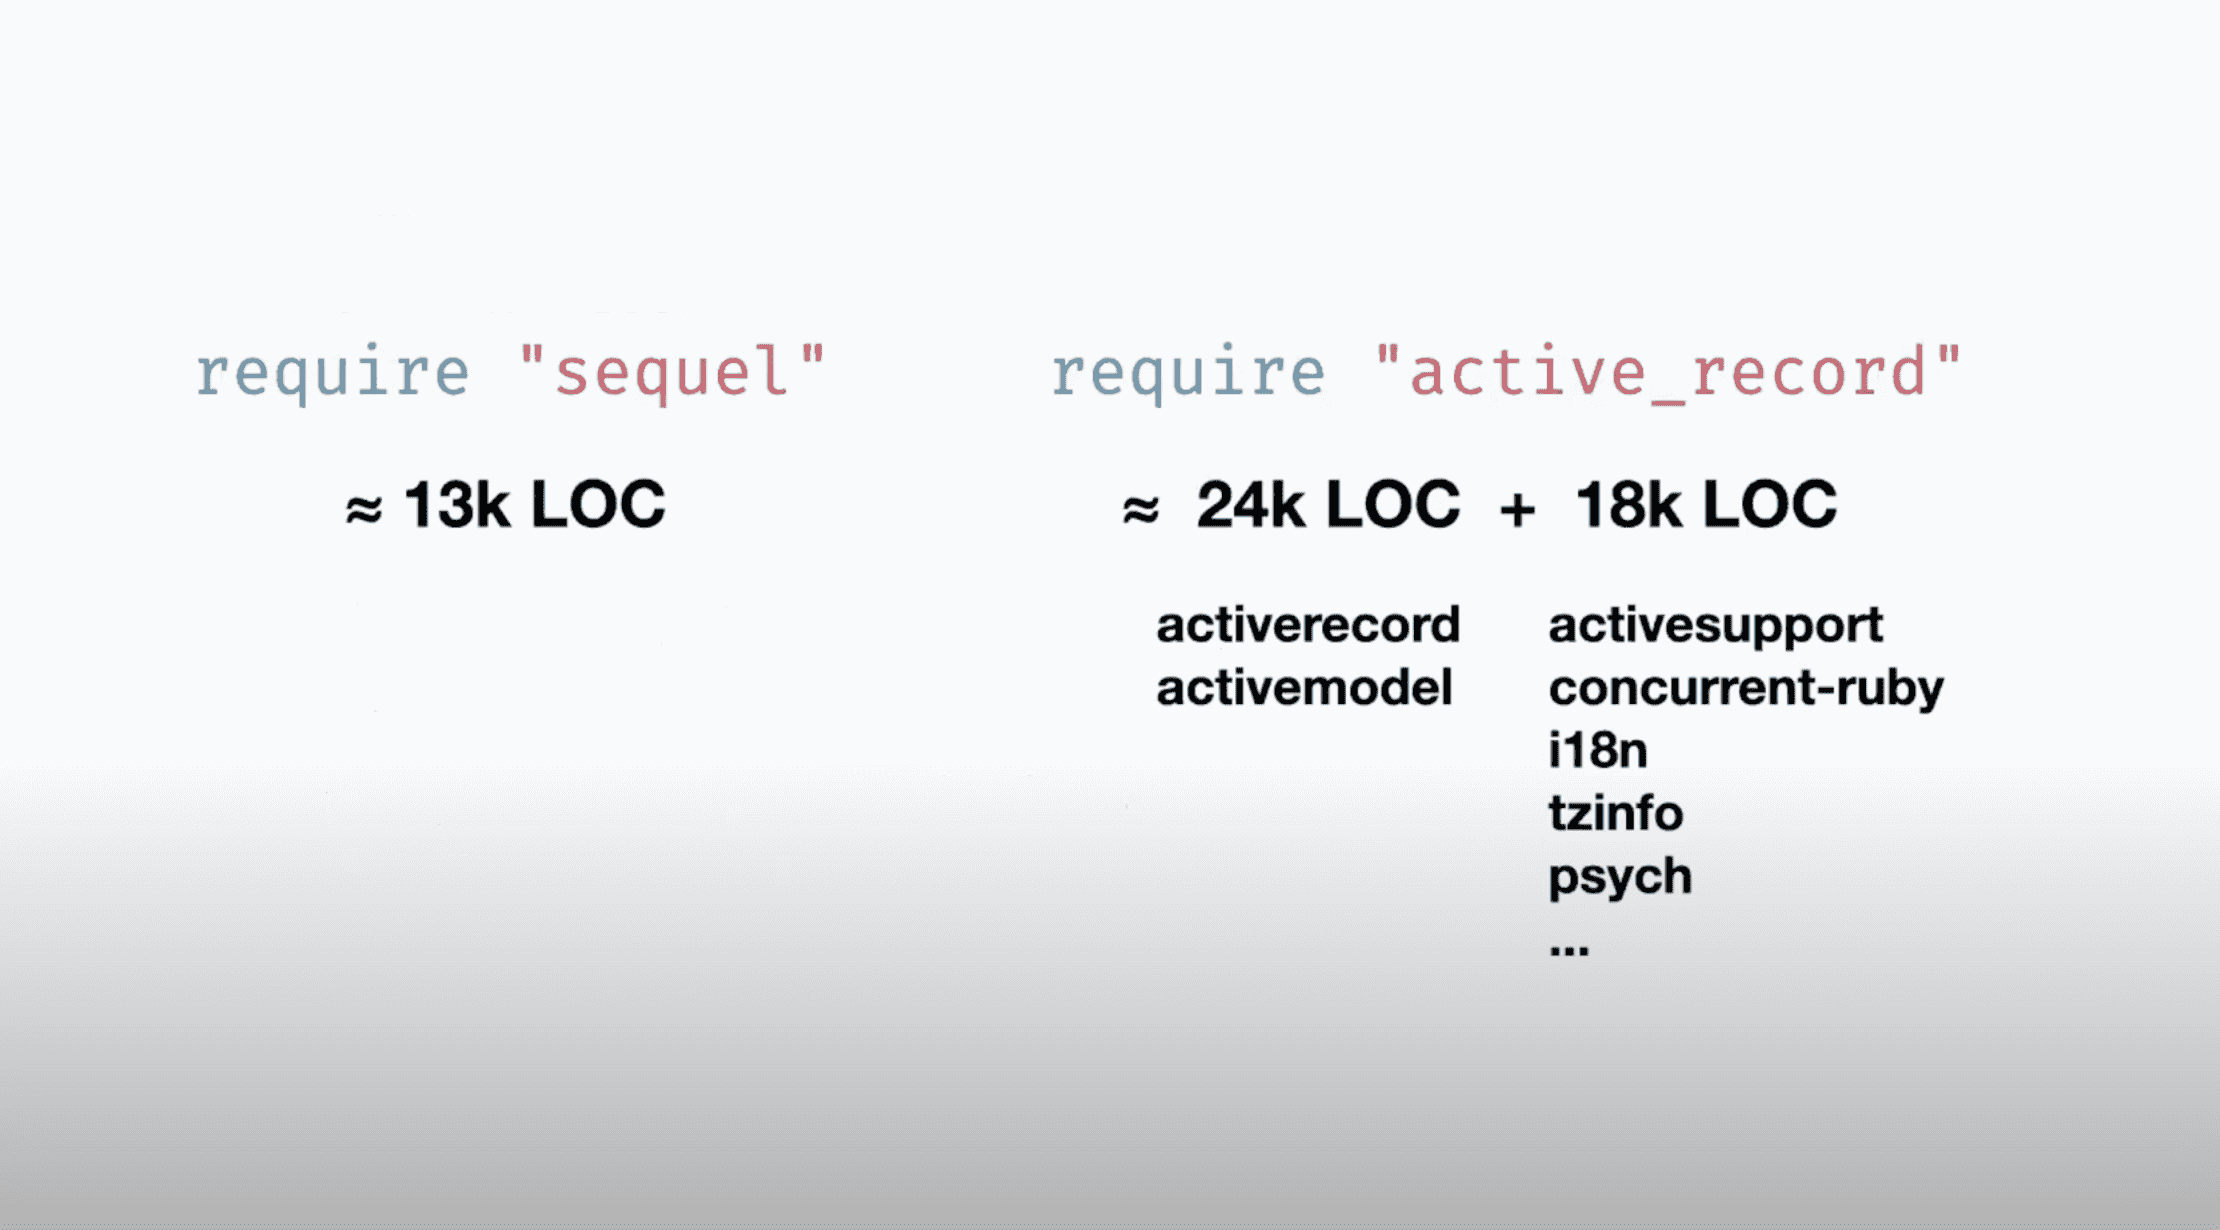 require "sequel"
≈ 13k LOC
require "active_record"
≈ 24k LOC + 18k LOC
activerecord
activemodel
activesupport
concurrent-ruby
i18n
tzinfo
psych
...